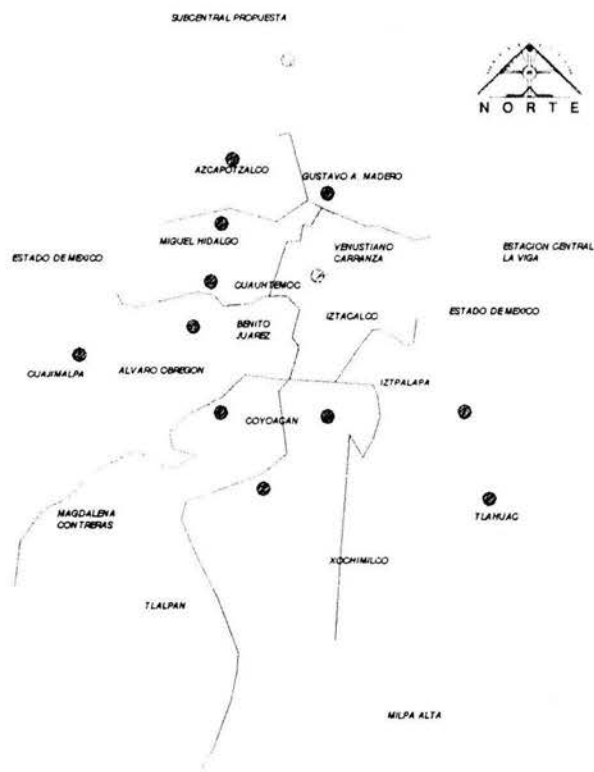 SUBCENTRAL PROPUESTA
NORTE
AZCAPOTZALCO
GUSTAVO A. MADERO
MIGUEL HIDALGO
VENUSTIANO
CARRANZA
ESTACION CENTRAL
LA VIGA
ESTADO DE MEXICO
CUAUHTEMOC
IZTACALCO
ESTADO DE MEXICO
BENITO
JUAREZ
CUAJIMALPA
ALVARO OBREGON
IZTPALAPA
COYOACAN
MAGDALENA
CONTRERAS
TLAHUAC
XOCHIMILCO
TLALPAN
MILPA ALTA